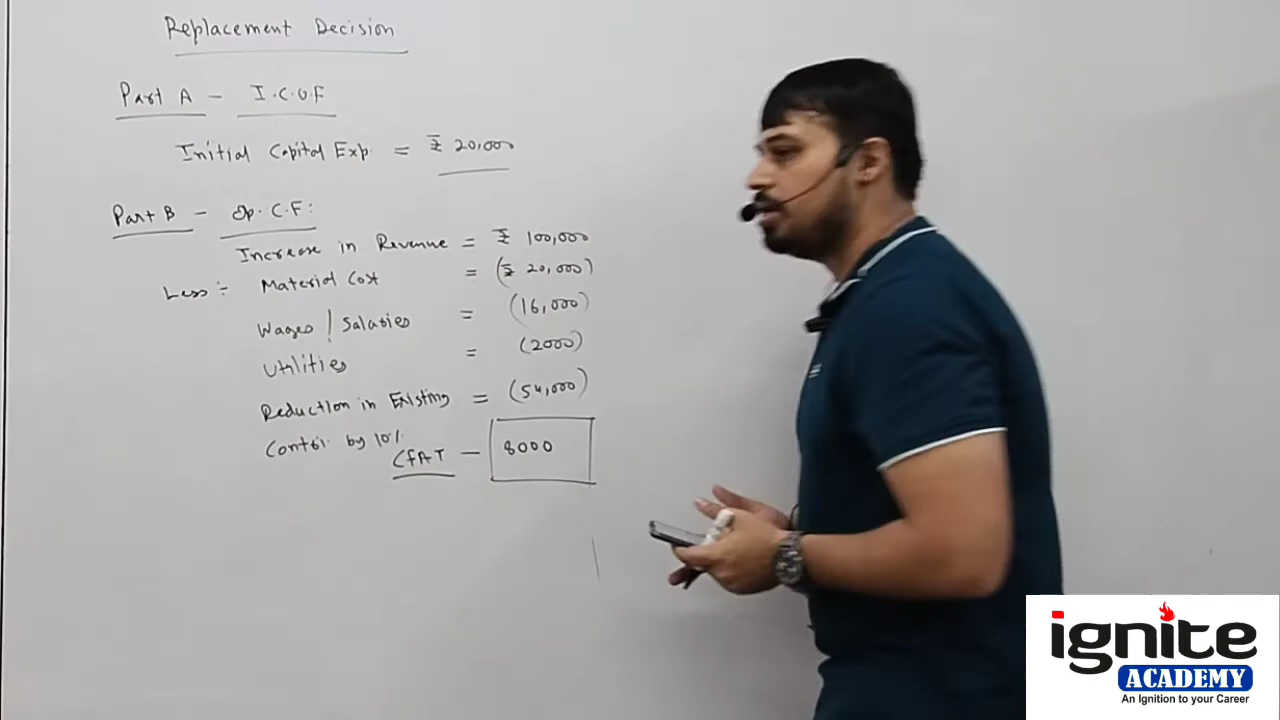 Replacement Decision
Part A - I.C.O.F
Initial Capital Exp. = ₹ 20,000
Part B - Op. C.F:
Increase in Revenue = ₹ 100,000
Less:- Material Cost = (₹ 20,000)
Wages / Salaries = (16,000)
Utilities = (2000)
Reduction in Existing = (54,000)
Contri. by 10%
CFAT - 8000
ignite
ACADEMY
An Ignition to your Career